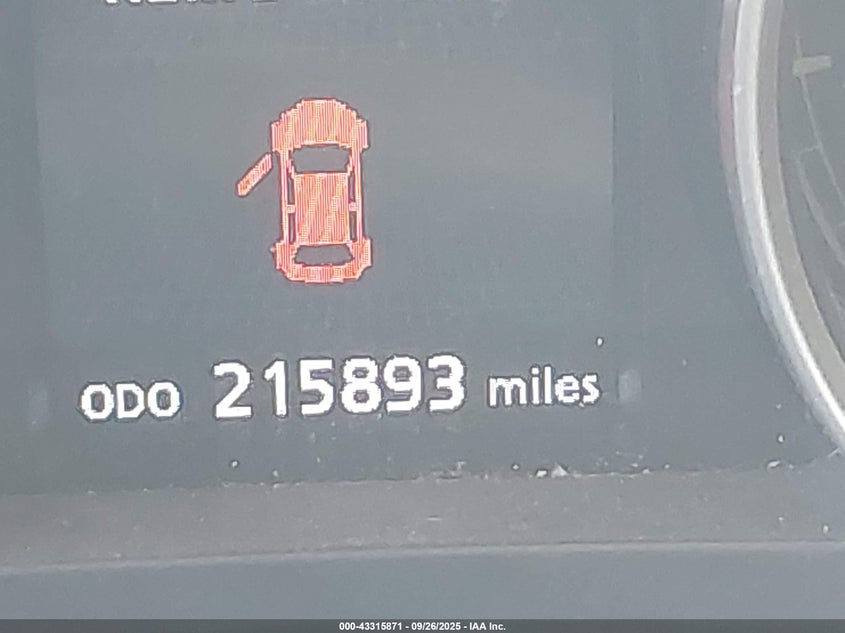 ODO 215893 miles
000-43315871 - 09/26/2025 - IAA Inc.